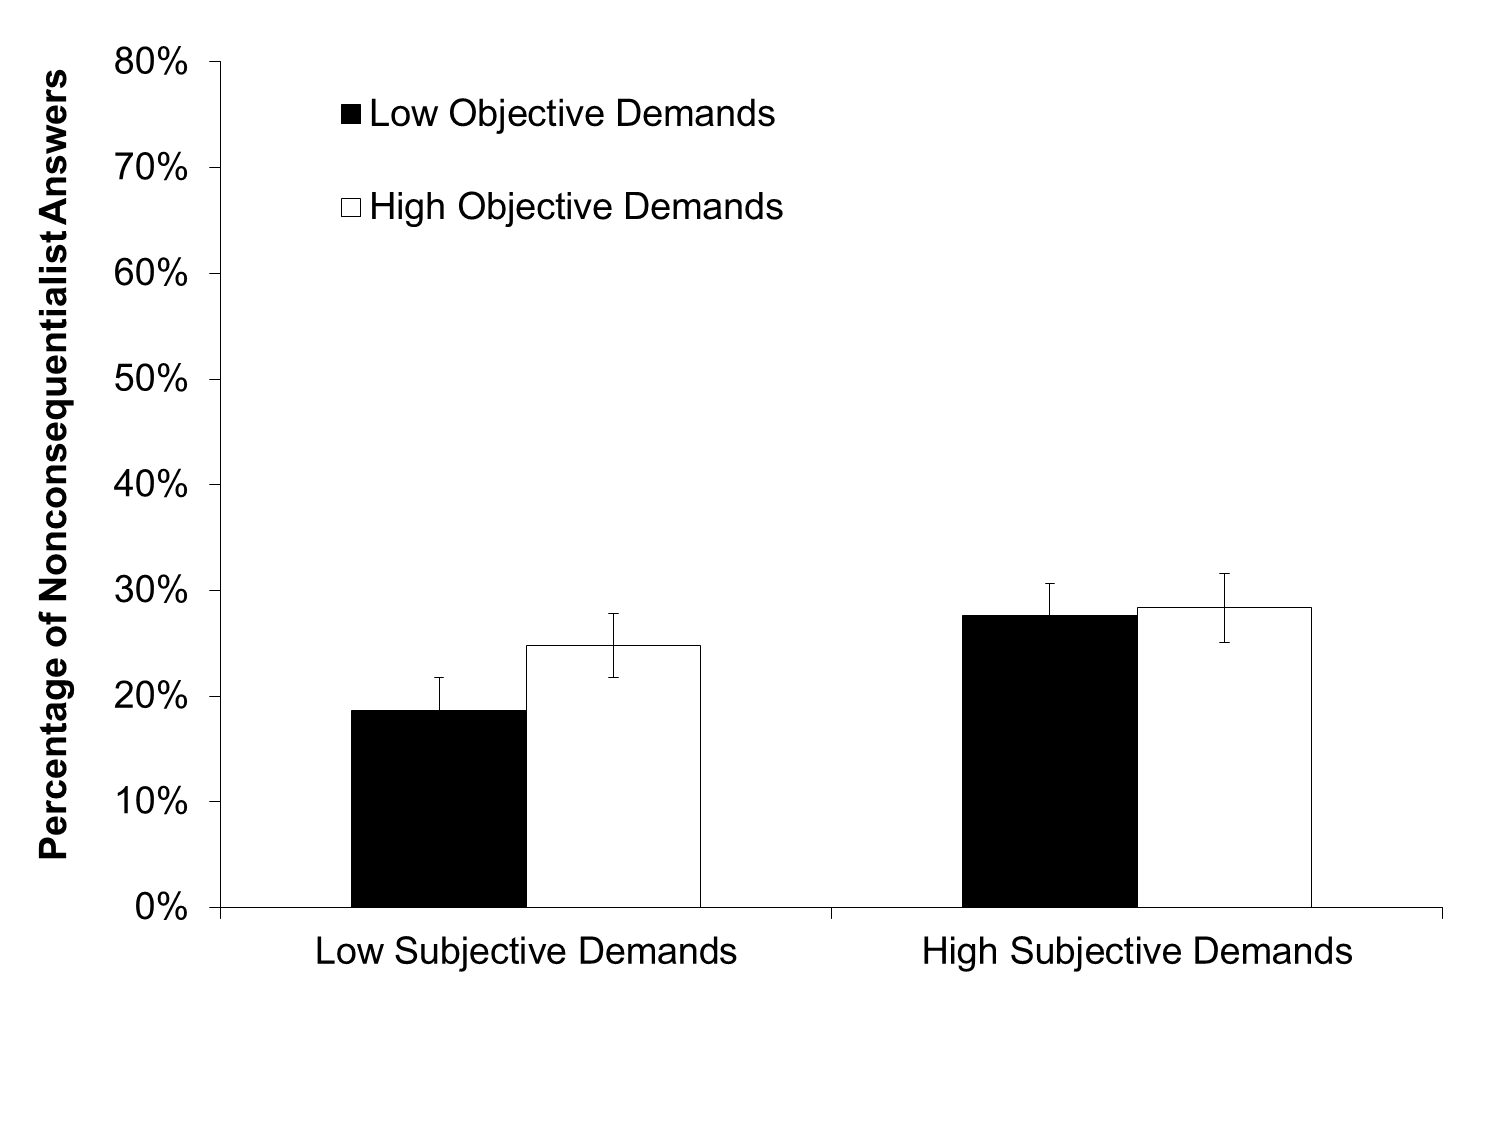 Percentage of Nonconsequentialist Answers
80%
70%
60%
50%
40%
30%
20%
10%
0%
Low Objective Demands
High Objective Demands
Low Subjective Demands
High Subjective Demands